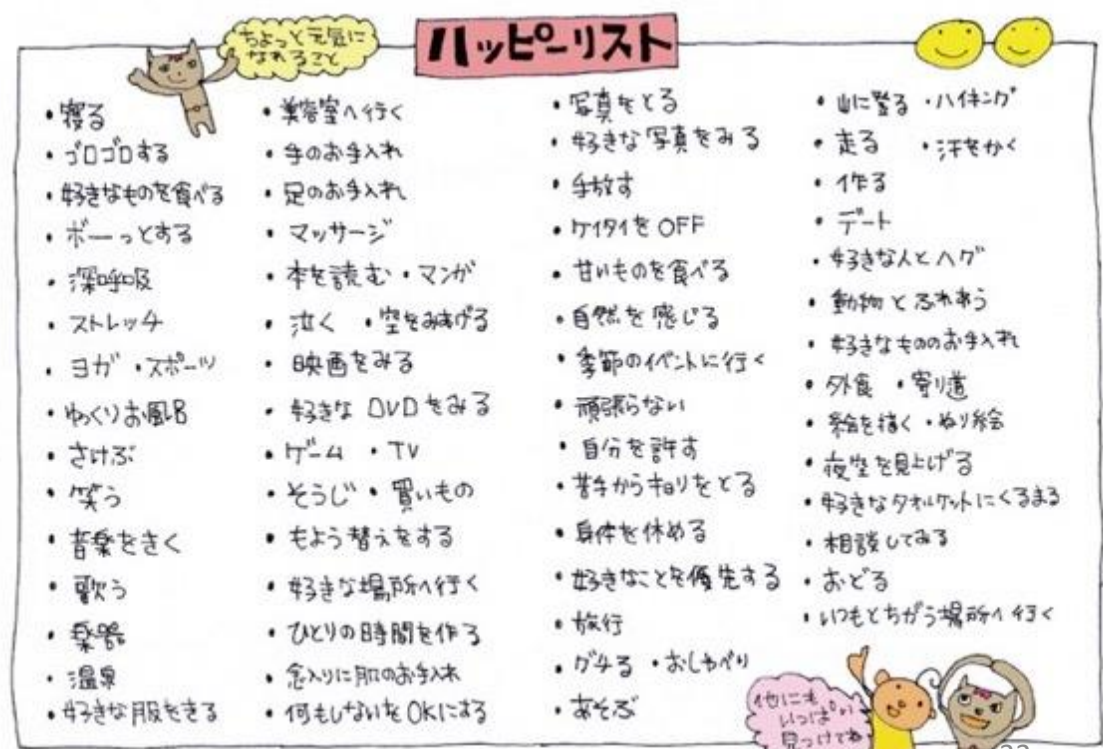 ちょっと元気に
なれること
ハッピーリスト
・寝る
・ゴロゴロする
・好きなものを食べる
・ボーっとする
・深呼吸
・ストレッチ
・ヨガ ・スポーツ
・ゆっくりお風呂
・さけぶ
・笑う
・音楽をきく
・歌う
・楽器
・温泉
・好きな服をきる
・美容室へ行く
・手のお手入れ
・足のお手入れ
・マッサージ
・本を読む ・マンガ
・泣く ・空をみあげる
・映画をみる
・好きな DVD をみる
・ゲーム ・TV
・そうじ ・買いもの
・もよう替えをする
・好きな場所へ行く
・ひとりの時間を作る
・念入りに肌のお手入れ
・何もしないをOKにする
・写真をとる
・好きな写真をみる
・手放す
・ケイタイを OFF
・甘いものを食べる
・自然を感じる
・季節のイベントに行く
・頑張らない
・自分を許す
・苦手から距りをとる
・身体を休める
・好きなことを優先する
・旅行
・グチる ・おしゃべり
・あそぶ
・山に登る ・ハイキング
・走る ・汗をかく
・作る
・デート
・好きな人とハグ
・動物とふれあう
・好きなもののお手入れ
・外食 ・寄り道
・絵を描く ・ぬり絵
・夜空を見上げる
・好きなタオルケットにくるまる
・相談してみる
・おどる
・いつもとちがう場所へ行く
他にも
いっぱい
見つけてね